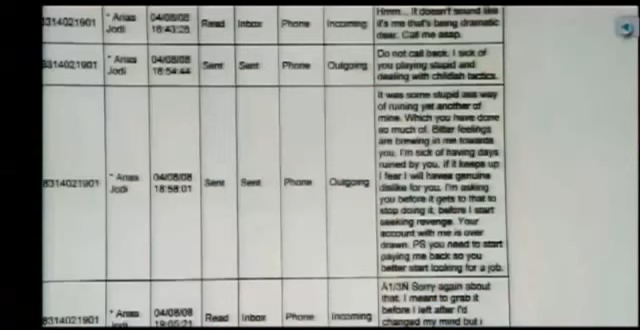 Hmm... It doesn't sound like
3314021901 * Arias Jodi 04/08/08 18:43:28 Read Inbox Phone Incoming it's me that's being dramatic
dear. Call me asap.
3314021901 * Arias Jodi 04/08/08 18:54:44 Sent Sent Phone Outgoing Do not call back. I sick of
you playing stupid and
dealing with childish tactics.
8314021901 * Arias Jodi 04/08/08 18:58:01 Sent Sent Phone Outgoing It was some stupid ass way
of ruining yet another of
mine. Which you have done
so much of. Bitter feelings
are brewing in me towards
you. I'm sick of having days
ruined by you. if it keeps up
I fear I will havea genuine
dislike for you. I'm asking
you before it gets to that to
stop doing it, before I start
seeking revenge. Your
account with me is over
drawn. PS you need to start
paying me back so you
better start looking for a job.
8314021901 * Arias Jodi 04/08/08 19:05:21 Read Inbox Phone Incoming A1/3N Sorry again about
that. I meant to grab it
before I left after I'd
changed my mind but I